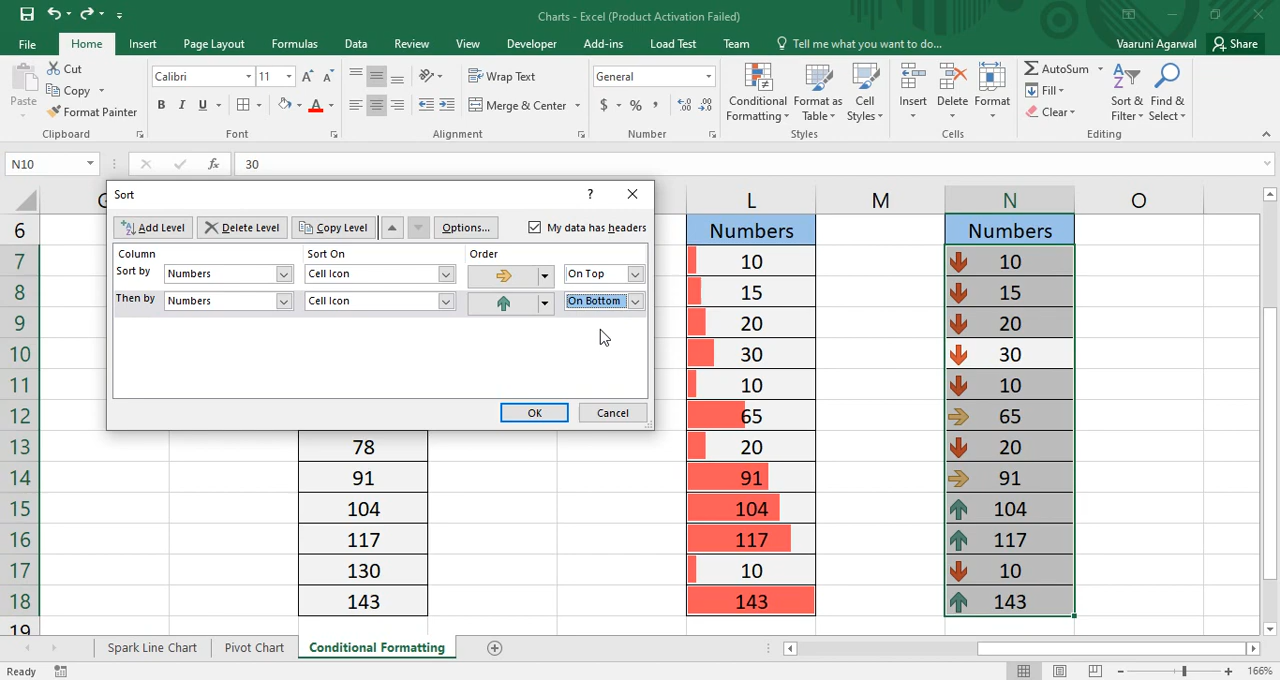 Charts - Excel (Product Activation Failed)
File Home Insert Page Layout Formulas Data Review View Developer Add-ins Load Test Team Tell me what you want to do... Vaaruni Agarwal Share
Paste
Cut
Copy
Format Painter
Clipboard
Calibri 11
B I U
Font
Wrap Text
Merge & Center
Alignment
General
$ % ,
Number
Conditional Formatting
Format as Table
Cell Styles
Styles
Insert Delete Format
Cells
AutoSum
Fill
Clear
Sort & Filter
Find & Select
Editing
N10 fx 30
Sort ?
Add Level Delete Level Copy Level Options... My data has headers
Column Sort On Order
Sort by Numbers Cell Icon On Top
Then by Numbers Cell Icon On Bottom
OK Cancel
L M N O
6 Numbers Numbers
7 10 10
8 15 15
9 20 20
10 30 30
11 10 10
12 65 65
13 78 20 20
14 91 91 91
15 104 104 104
16 117 117 117
17 130 10 10
18 143 143 143
19
Spark Line Chart Pivot Chart Conditional Formatting
Ready 166%